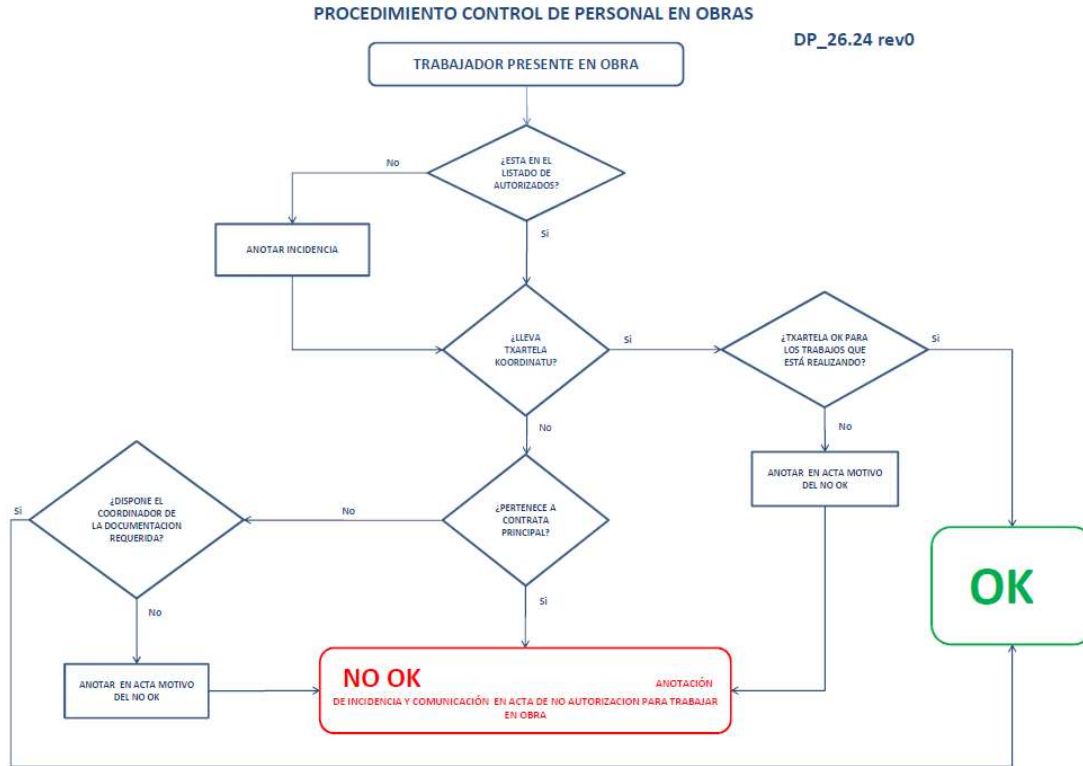 PROCEDIMIENTO CONTROL DE PERSONAL EN OBRAS
DP_26.24 rev0
TRABAJADOR PRESENTE EN OBRA
No
¿ESTA EN EL
LISTADO DE
AUTORIZADOS?
Si
ANOTAR INCIDENCIA
¿LLEVA
TXARTELA
KOORDINATU?
Si
¿TXARTELA OK PARA
LOS TRABAJOS QUE
ESTÁ REALIZANDO?
Si
No
No
ANOTAR EN ACTA MOTIVO
DEL NO OK
Si
¿DISPONE EL
COORDINADOR DE
LA DOCUMENTACION
REQUERIDA?
No
¿PERTENECE A
CONTRATA
PRINCIPAL?
OK
No
Si
ANOTAR EN ACTA MOTIVO
DEL NO OK
NO OK ANOTACIÓN
DE INCIDENCIA Y COMUNICACIÓN EN ACTA DE NO AUTORIZACION PARA TRABAJAR
EN OBRA